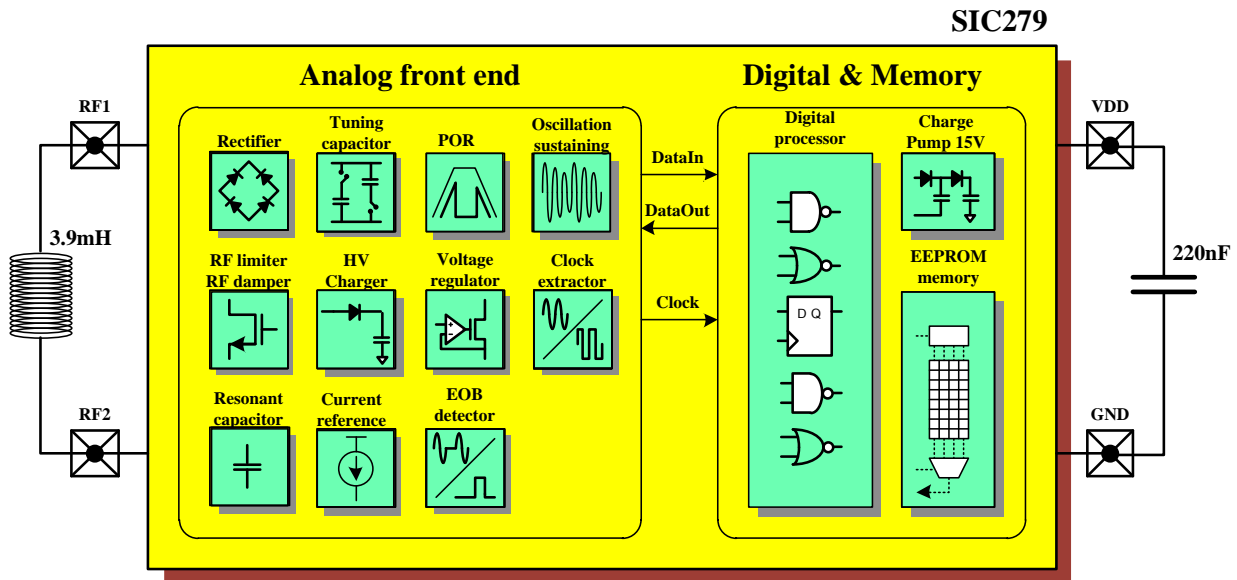 SIC279
Analog front end
Digital & Memory
RF1
VDD
Rectifier
Tuning
capacitor
POR
Oscillation
sustaining
Digital
processor
Charge
Pump 15V
DataIn
DataOut
3.9mH
RF limiter
RF damper
HV
Charger
Voltage
regulator
Clock
extractor
Clock
D Q
EEPROM
memory
220nF
RF2
GND
Resonant
capacitor
Current
reference
EOB
detector